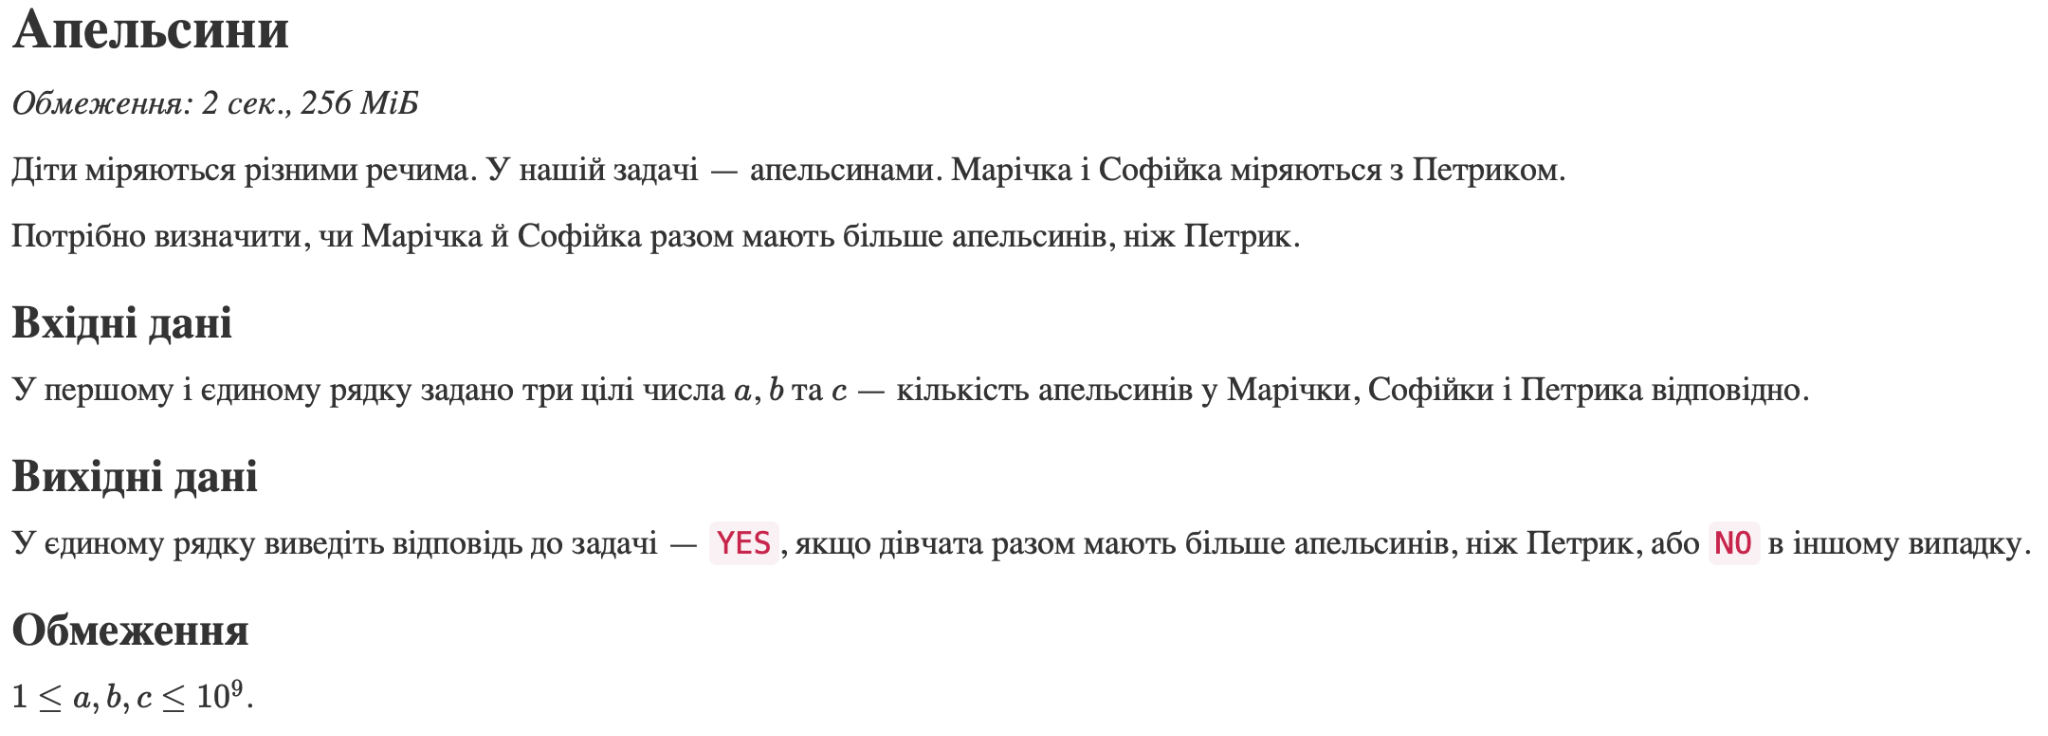 Апельсини
Обмеження: 2 сек., 256 МіБ
Діти міряються різними речима. У нашій задачі — апельсинами. Марічка і Софійка міряються з Петриком.
Потрібно визначити, чи Марічка й Софійка разом мають більше апельсинів, ніж Петрик.
Вхідні дані
У першому і єдиному рядку задано три цілі числа a, b та c — кількість апельсинів у Марічки, Софійки і Петрика відповідно.
Вихідні дані
У єдиному рядку виведіть відповідь до задачі — YES, якщо дівчата разом мають більше апельсинів, ніж Петрик, або NO в іншому випадку.
Обмеження
1 ≤ a, b, c ≤ 10⁹.